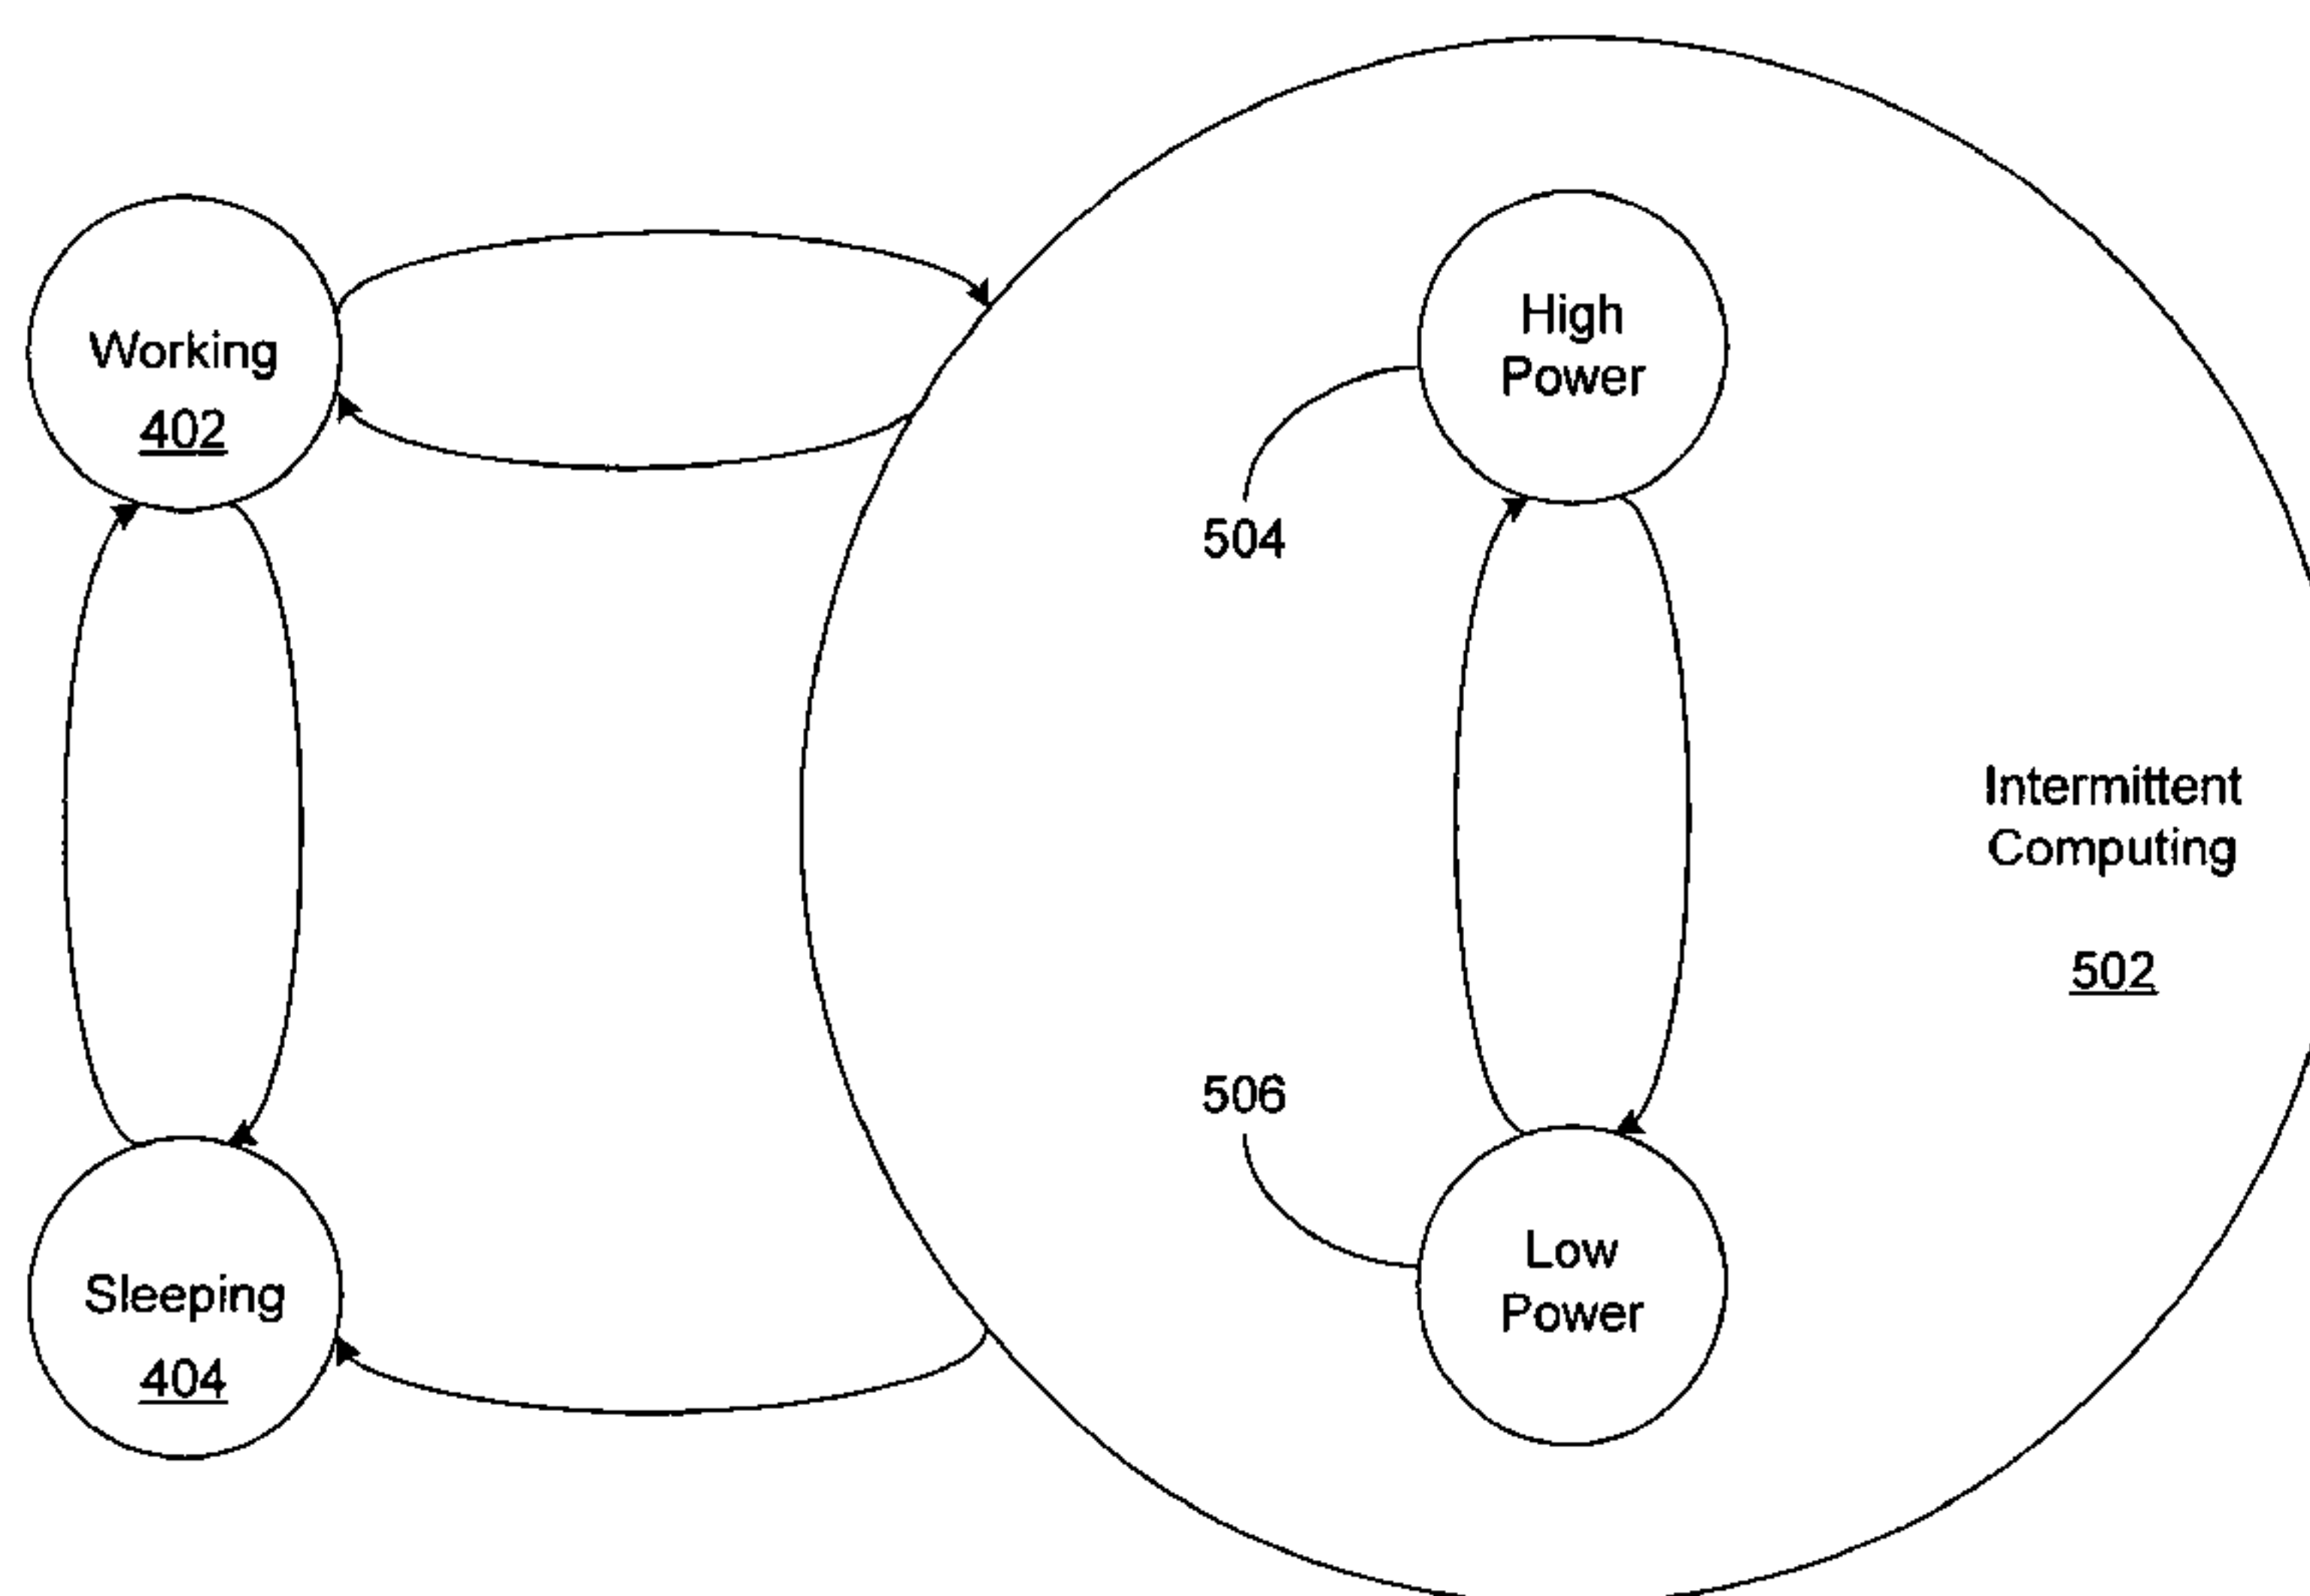 Working
402
High
Power
504
Intermittent
Computing
502
506
Low
Power
Sleeping
404